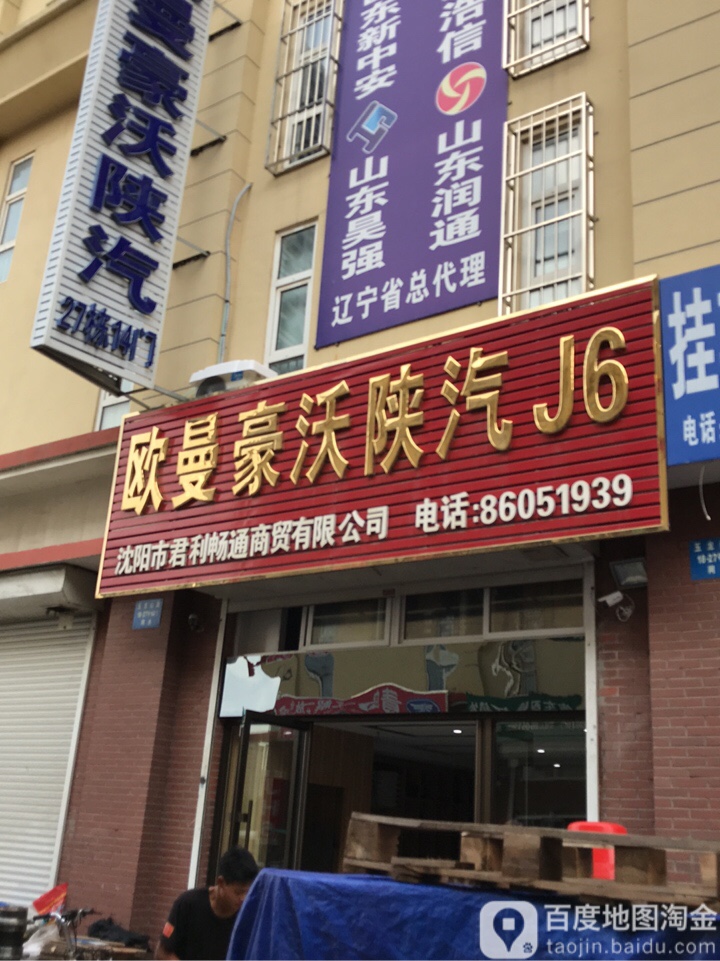 曼豪沃陕汽
27栋14门
东新中安
山东昊强
浩信
山东润通
辽宁省总代理
欧曼豪沃陕汽J6
沈阳市君利畅通商贸有限公司 电话:86051939
挂
电话:
百度地图淘金
taojin.baidu.com